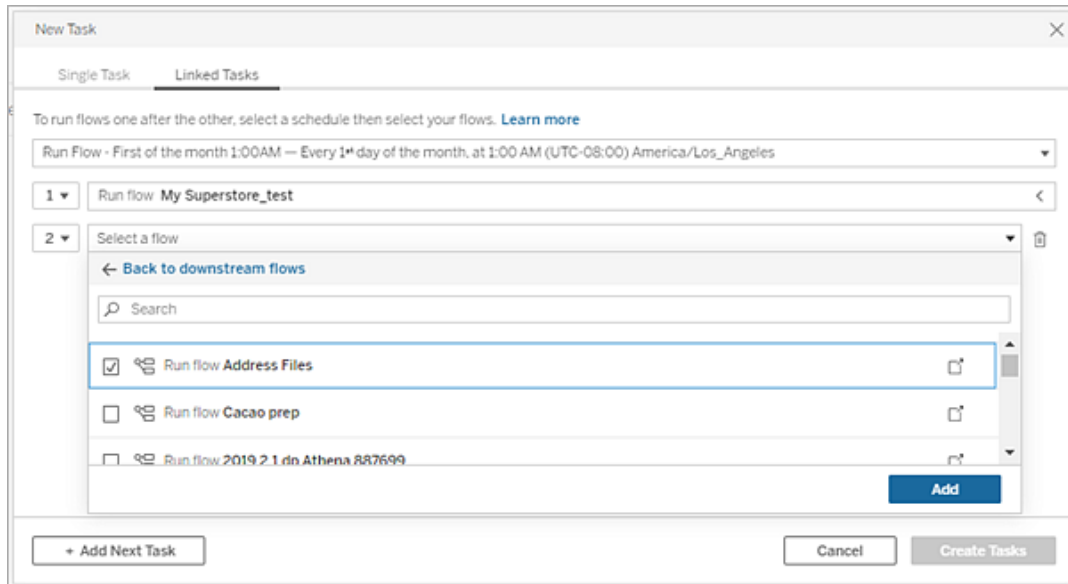 New Task
Single Task Linked Tasks
To run flows one after the other, select a schedule then select your flows. Learn more
Run Flow - First of the month 1:00AM — Every 1st day of the month, at 1:00 AM (UTC-08:00) America/Los_Angeles
1 Run flow My Superstore_test
2 Select a flow
Back to downstream flows
Search
Run flow Address Files
Run flow Cacao prep
Run flow 2019 2 1 dp Athena 887699
Add
+ Add Next Task Cancel Create Tasks